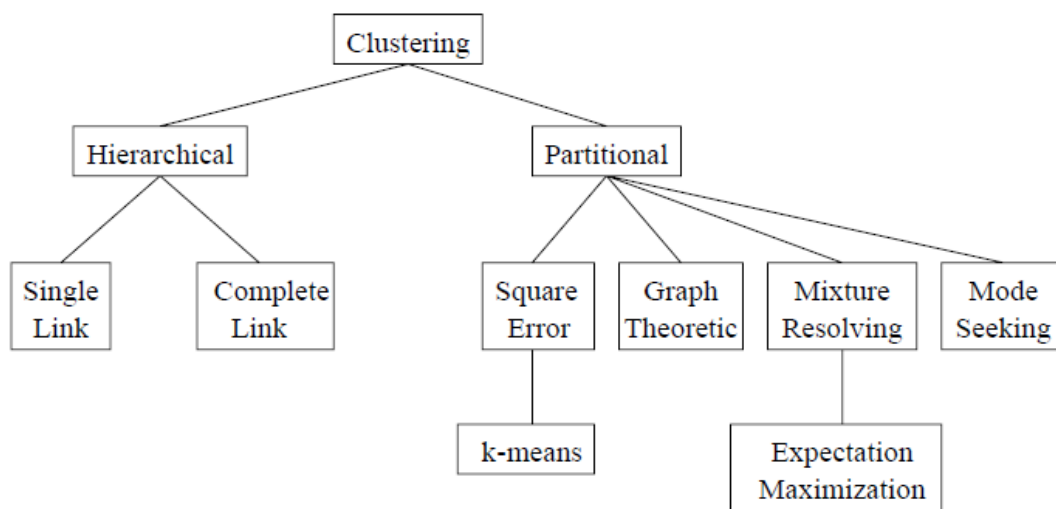 Clustering
Hierarchical
Partitional
Single
Link
Complete
Link
Square
Error
Graph
Theoretic
Mixture
Resolving
Mode
Seeking
k-means
Expectation
Maximization